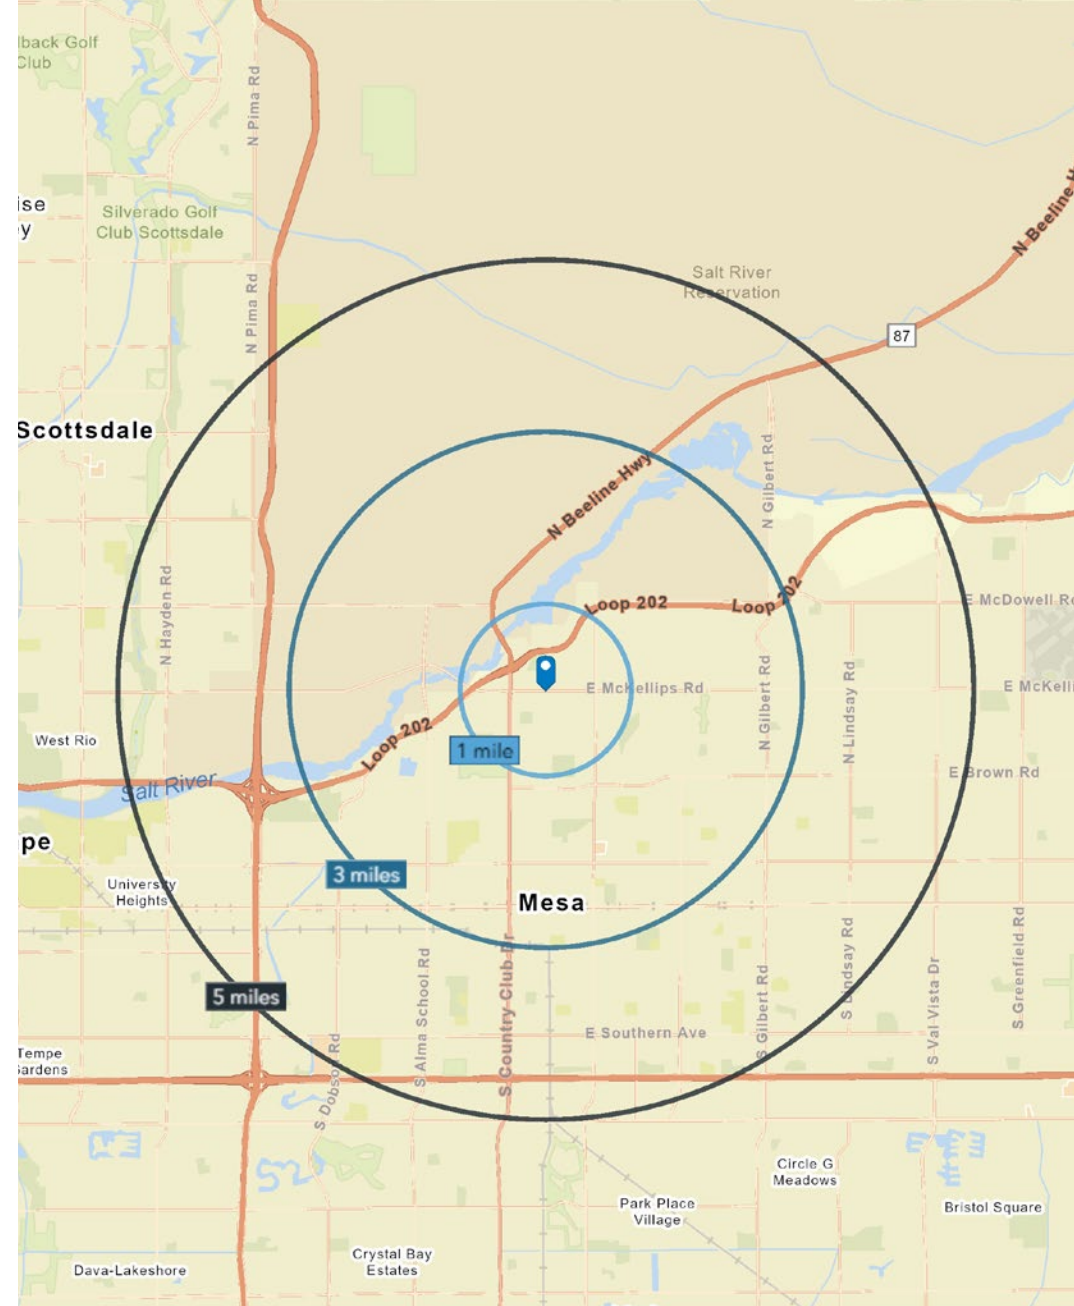 lback Golf
Club
N Pima Rd
ise
y
Silverado Golf
Club Scottsdale
N Beeline H
Salt River
Reservation
N Pima Rd
87
Scottsdale
N Beeline Hwy
N Gilbert Rd
N Hayden Rd
Loop 202
Loop 202
E McDowell Ro
E McKellips Rd
E McKelli
N Gilbert Rd
N Lindsay Rd
West Rio
Loop 202
1 mile
E Brown Rd
Salt River
pe
3 miles
University
Heights
Mesa
5 miles
S Alma School Rd
S Country Club Dr
S Gilbert Rd
S Lindsay Rd
S Val Vista Dr
S Greenfield Rd
E Southern Ave
Tempe
Gardens
S Dobson Rd
Circle G
Meadows
Park Place
Village
Bristol Square
Crystal Bay
Estates
Dava-Lakeshore